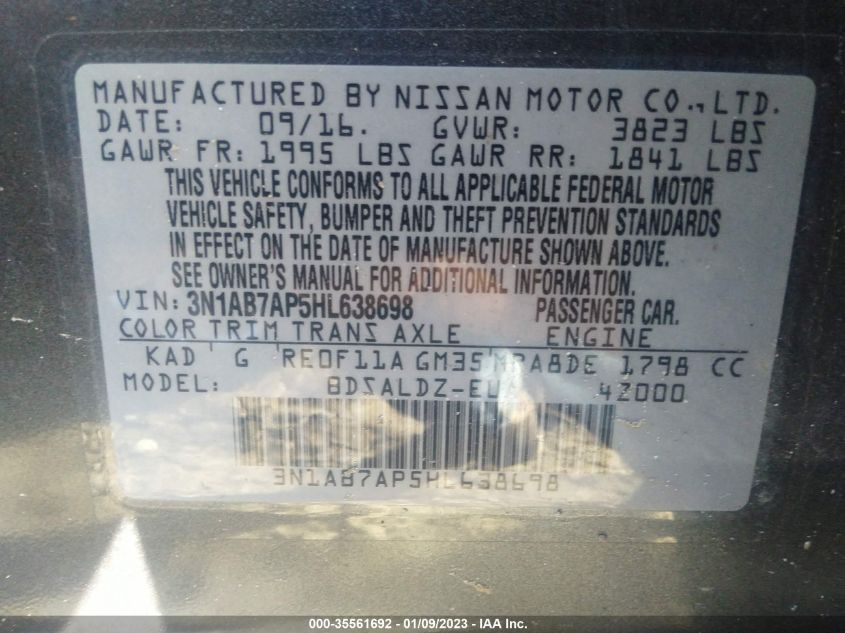 MANUFACTURED BY NISSAN MOTOR CO., LTD.
DATE: 09/16. GVWR: 3823 LBS
GAWR FR: 1995 LBS GAWR RR: 1841 LBS
THIS VEHICLE CONFORMS TO ALL APPLICABLE FEDERAL MOTOR
VEHICLE SAFETY, BUMPER AND THEFT PREVENTION STANDARDS
IN EFFECT ON THE DATE OF MANUFACTURE SHOWN ABOVE.
SEE OWNER'S MANUAL FOR ADDITIONAL INFORMATION.
VIN: 3N1AB7AP5HL638698 PASSENGER CAR.
COLOR TRIM TRANS AXLE ENGINE
KAD G RE0F11A GM35 MRA8DE 1798 CC
MODEL: 4Z000
3N1AB7AP5HL638698
000-35561692 - 01/09/2023 - IAA Inc.